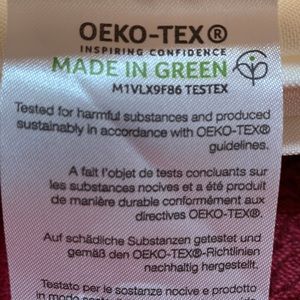 OEKO-TEX®
INSPIRING CONFIDENCE
MADE IN GREEN
M1VLX9F86 TESTEX
Tested for harmful substances and produced
sustainably in accordance with OEKO-TEX®
guidelines.
A fait l'objet de tests concluants sur
les substances nocives et a été produit
de manière durable conformément aux
directives OEKO-TEX®.
Auf schädliche Substanzen getestet und
gemäß den OEKO-TEX®-Richtlinien
nachhaltig hergestellt.
Testato per le sostanze nocive e prodotto
in modo